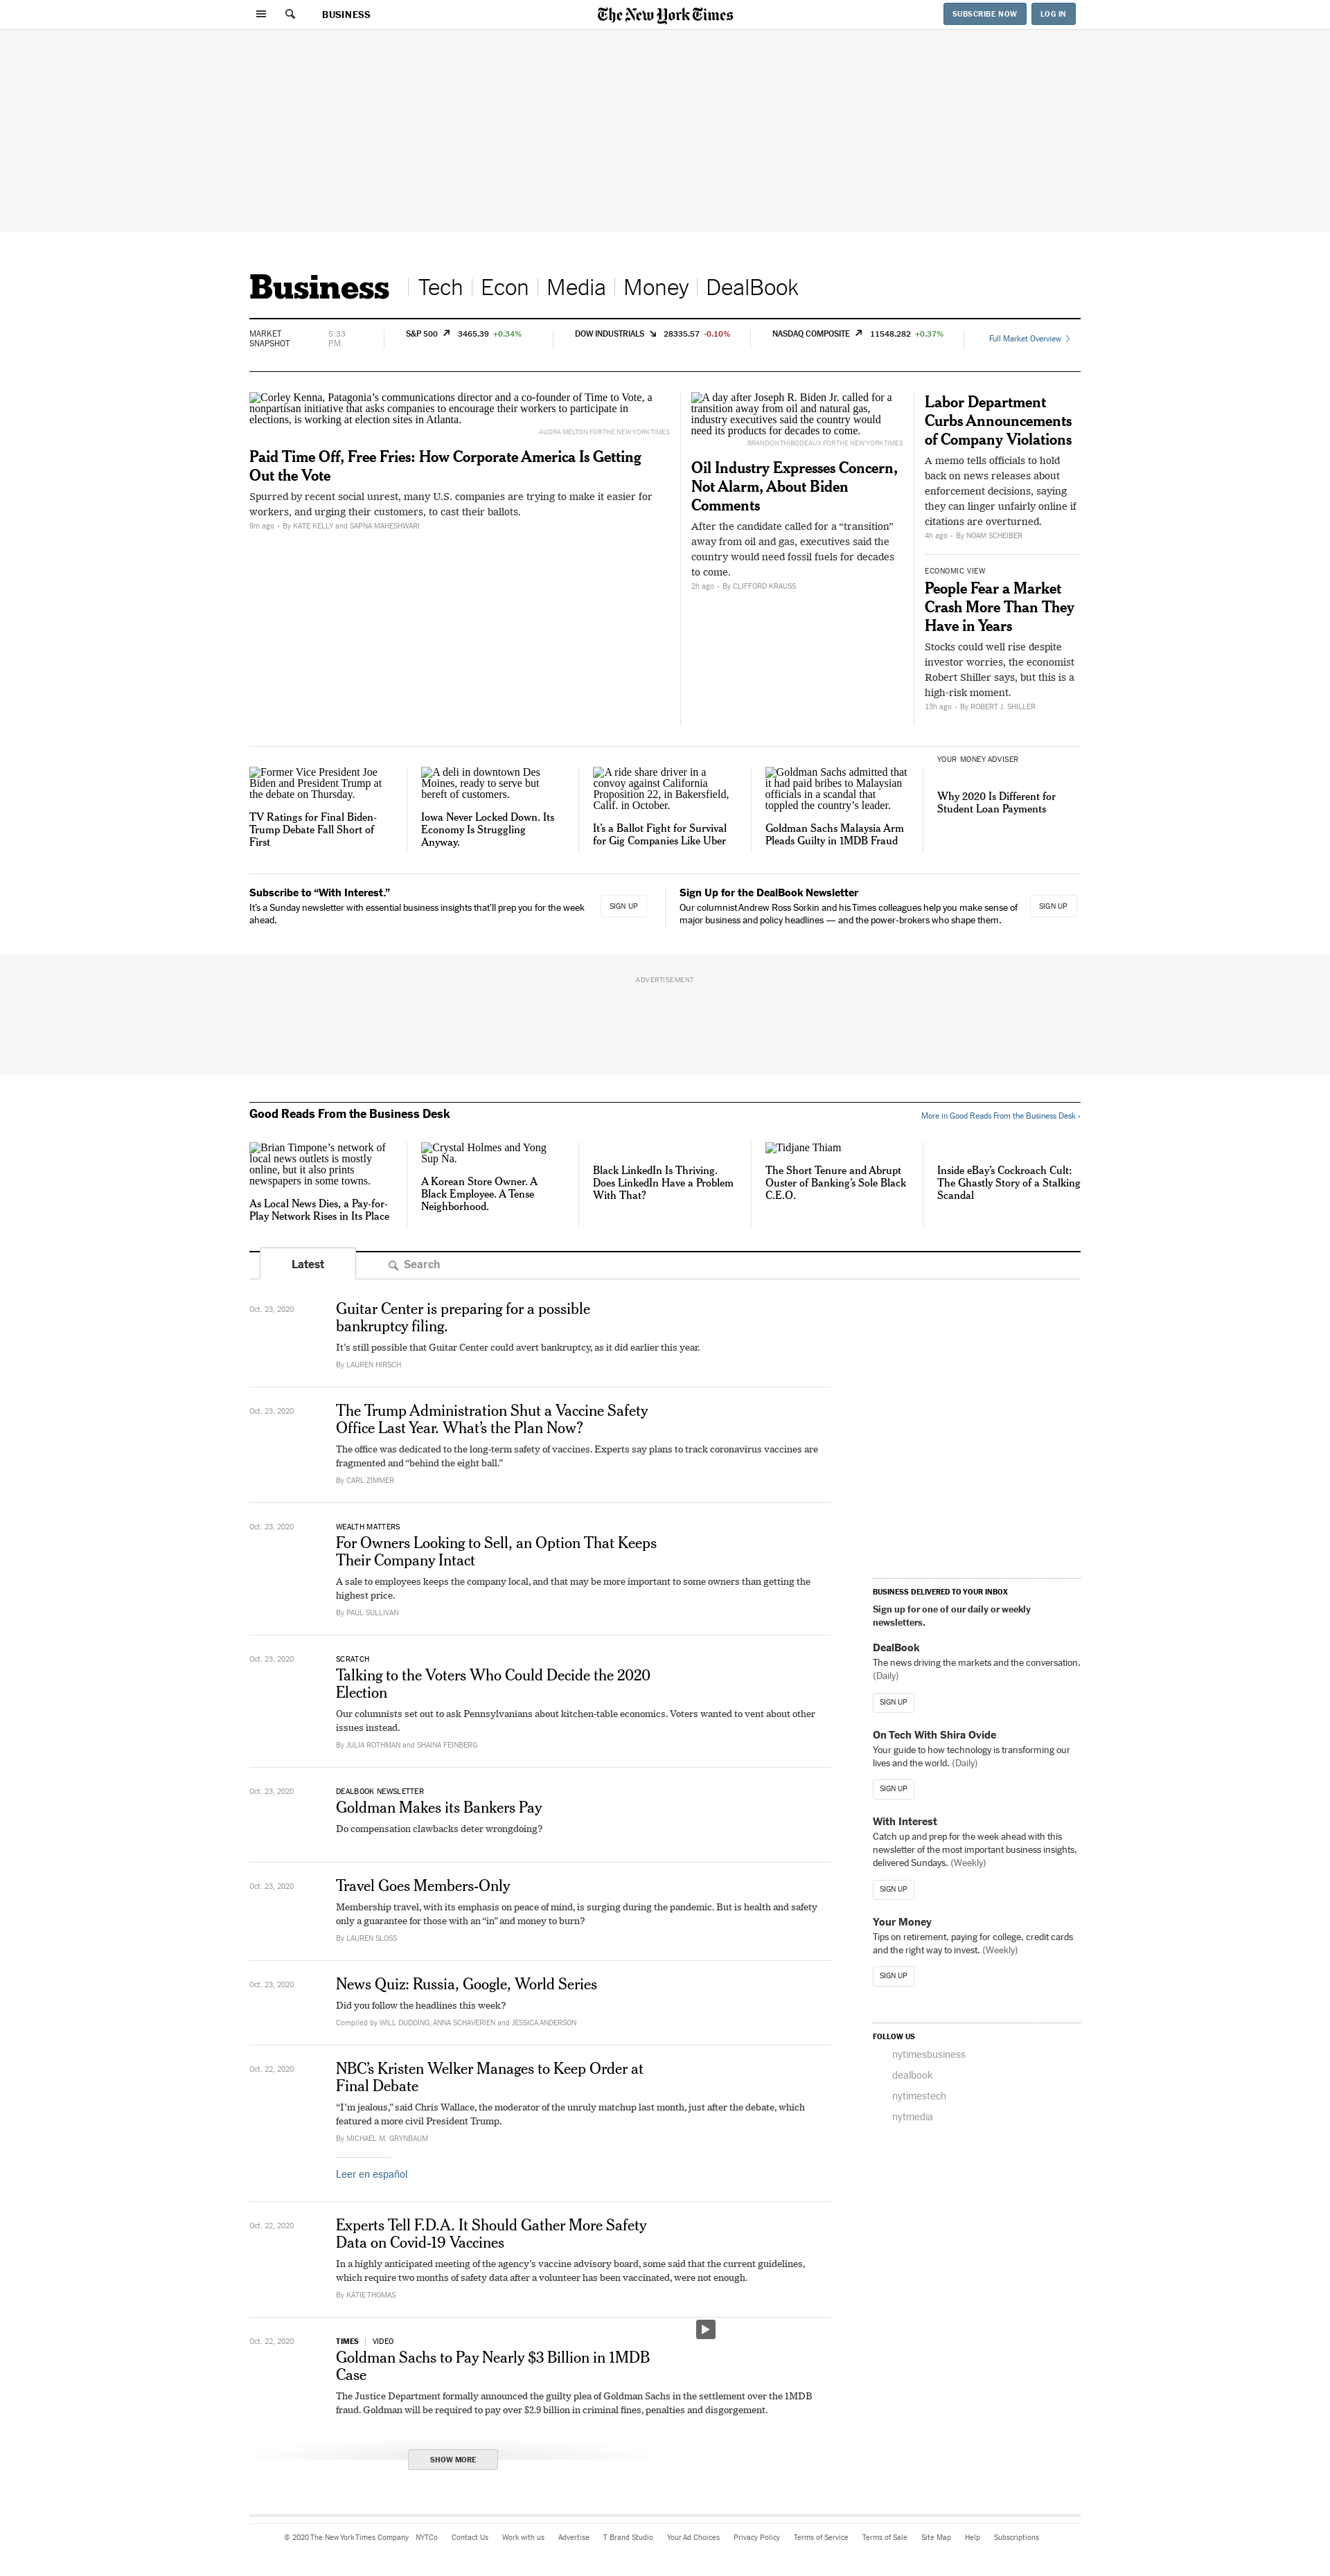 BUSINESS
The New York Times
SUBSCRIBE NOW
LOG IN
Business
Tech
Econ
Media
Money
DealBook
MARKET
SNAPSHOT
5:33
P.M.
S&P 500 3465.39 +0.34%
DOW INDUSTRIALS 28335.57 -0.10%
NASDAQ COMPOSITE 11548.282 +0.37%
Full Market Overview
Corley Kenna, Patagonia’s communications director and a co-founder of Time to Vote, a
nonpartisan initiative that asks companies to encourage their workers to participate in
elections, is working at election sites in Atlanta.
AUDRA MELTON FOR THE NEW YORK TIMES
Paid Time Off, Free Fries: How Corporate America Is Getting
Out the Vote
Spurred by recent social unrest, many U.S. companies are trying to make it easier for
workers, and urging their customers, to cast their ballots.
9m ago • By KATE KELLY and SAPNA MAHESHWARI
A day after Joseph R. Biden Jr. called for a
transition away from oil and natural gas,
industry executives said the country would
need its products for decades to come.
BRANDON THIBODEAUX FOR THE NEW YORK TIMES
Oil Industry Expresses Concern,
Not Alarm, About Biden
Comments
After the candidate called for a “transition”
away from oil and gas, executives said the
country would need fossil fuels for decades
to come.
2h ago • By CLIFFORD KRAUSS
Labor Department
Curbs Announcements
of Company Violations
A memo tells officials to hold
back on news releases about
enforcement decisions, saying
they can linger unfairly online if
citations are overturned.
4h ago • By NOAM SCHEIBER
ECONOMIC VIEW
People Fear a Market
Crash More Than They
Have in Years
Stocks could well rise despite
investor worries, the economist
Robert Shiller says, but this is a
high-risk moment.
13h ago • By ROBERT J. SHILLER
Former Vice President Joe
Biden and President Trump at
the debate on Thursday.
TV Ratings for Final Biden-
Trump Debate Fall Short of
First
A deli in downtown Des
Moines, ready to serve but
bereft of customers.
Iowa Never Locked Down. Its
Economy Is Struggling
Anyway.
A ride share driver in a
convoy against California
Proposition 22, in Bakersfield,
Calif. in October.
It’s a Ballot Fight for Survival
for Gig Companies Like Uber
Goldman Sachs admitted that
it had paid bribes to Malaysian
officials in a scandal that
toppled the country’s leader.
Goldman Sachs Malaysia Arm
Pleads Guilty in 1MDB Fraud
YOUR MONEY ADVISER
Why 2020 Is Different for
Student Loan Payments
Subscribe to “With Interest.”
It’s a Sunday newsletter with essential business insights that’ll prep you for the week
ahead.
SIGN UP
Sign Up for the DealBook Newsletter
Our columnist Andrew Ross Sorkin and his Times colleagues help you make sense of
major business and policy headlines — and the power-brokers who shape them.
SIGN UP
ADVERTISEMENT
Good Reads From the Business Desk
More in Good Reads From the Business Desk ›
Brian Timpone’s network of
local news outlets is mostly
online, but it also prints
newspapers in some towns.
As Local News Dies, a Pay-for-
Play Network Rises in Its Place
Crystal Holmes and Yong
Sup Na.
A Korean Store Owner. A
Black Employee. A Tense
Neighborhood.
Black LinkedIn Is Thriving.
Does LinkedIn Have a Problem
With That?
Tidjane Thiam
The Short Tenure and Abrupt
Ouster of Banking’s Sole Black
C.E.O.
Inside eBay’s Cockroach Cult:
The Ghastly Story of a Stalking
Scandal
Latest
Search
Oct. 23, 2020
Guitar Center is preparing for a possible
bankruptcy filing.
It’s still possible that Guitar Center could avert bankruptcy, as it did earlier this year.
By LAUREN HIRSCH
Oct. 23, 2020
The Trump Administration Shut a Vaccine Safety
Office Last Year. What’s the Plan Now?
The office was dedicated to the long-term safety of vaccines. Experts say plans to track coronavirus vaccines are
fragmented and “behind the eight ball.”
By CARL ZIMMER
Oct. 23, 2020
WEALTH MATTERS
For Owners Looking to Sell, an Option That Keeps
Their Company Intact
A sale to employees keeps the company local, and that may be more important to some owners than getting the
highest price.
By PAUL SULLIVAN
Oct. 23, 2020
SCRATCH
Talking to the Voters Who Could Decide the 2020
Election
Our columnists set out to ask Pennsylvanians about kitchen-table economics. Voters wanted to vent about other
issues instead.
By JULIA ROTHMAN and SHAINA FEINBERG
Oct. 23, 2020
DEALBOOK NEWSLETTER
Goldman Makes its Bankers Pay
Do compensation clawbacks deter wrongdoing?
Oct. 23, 2020
Travel Goes Members-Only
Membership travel, with its emphasis on peace of mind, is surging during the pandemic. But is health and safety
only a guarantee for those with an “in” and money to burn?
By LAUREN SLOSS
Oct. 23, 2020
News Quiz: Russia, Google, World Series
Did you follow the headlines this week?
Compiled by WILL DUDDING, ANNA SCHAVERIEN and JESSICA ANDERSON
Oct. 22, 2020
NBC’s Kristen Welker Manages to Keep Order at
Final Debate
“I’m jealous,” said Chris Wallace, the moderator of the unruly matchup last month, just after the debate, which
featured a more civil President Trump.
By MICHAEL M. GRYNBAUM
Leer en español
Oct. 22, 2020
Experts Tell F.D.A. It Should Gather More Safety
Data on Covid-19 Vaccines
In a highly anticipated meeting of the agency’s vaccine advisory board, some said that the current guidelines,
which require two months of safety data after a volunteer has been vaccinated, were not enough.
By KATIE THOMAS
Oct. 22, 2020
TIMES | VIDEO
Goldman Sachs to Pay Nearly $3 Billion in 1MDB
Case
The Justice Department formally announced the guilty plea of Goldman Sachs in the settlement over the 1MDB
fraud. Goldman will be required to pay over $2.9 billion in criminal fines, penalties and disgorgement.
SHOW MORE
BUSINESS DELIVERED TO YOUR INBOX
Sign up for one of our daily or weekly
newsletters.
DealBook
The news driving the markets and the conversation.
(Daily)
SIGN UP
On Tech With Shira Ovide
Your guide to how technology is transforming our
lives and the world. (Daily)
SIGN UP
With Interest
Catch up and prep for the week ahead with this
newsletter of the most important business insights,
delivered Sundays. (Weekly)
SIGN UP
Your Money
Tips on retirement, paying for college, credit cards
and the right way to invest. (Weekly)
SIGN UP
FOLLOW US
nytimesbusiness
dealbook
nytimestech
nytmedia
© 2020 The New York Times Company NYTCo Contact Us Work with us Advertise T Brand Studio Your Ad Choices Privacy Policy Terms of Service Terms of Sale Site Map Help Subscriptions